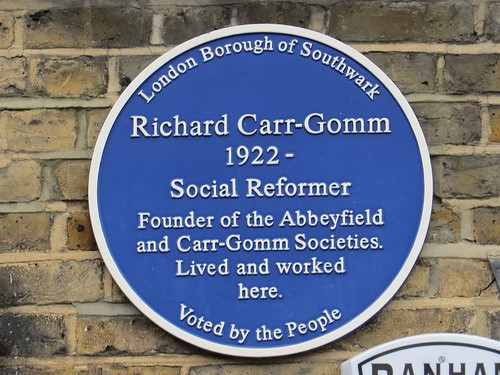 London Borough of Southwark
Richard Carr-Gomm
1922 -
Social Reformer
Founder of the Abbeyfield
and Carr-Gomm Societies.
Lived and worked
here.
Voted by the People